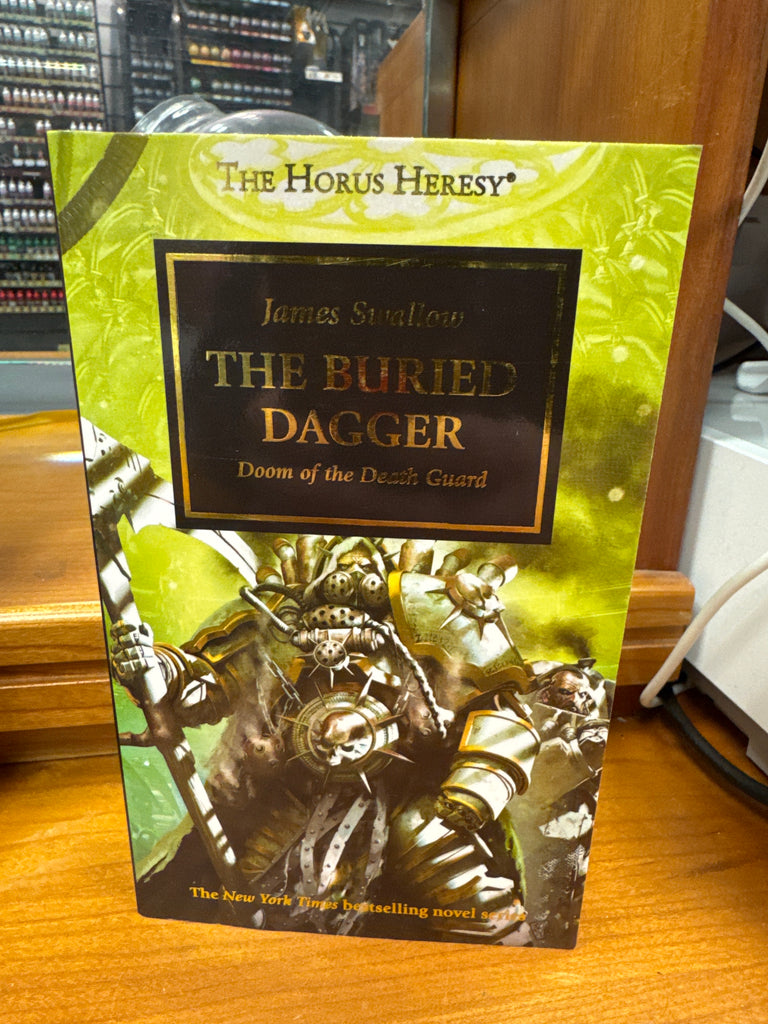 THE HORUS HERESY®
James Swallow
THE BURIED
DAGGER
Doom of the Death Guard
The New York Times bestselling novel series